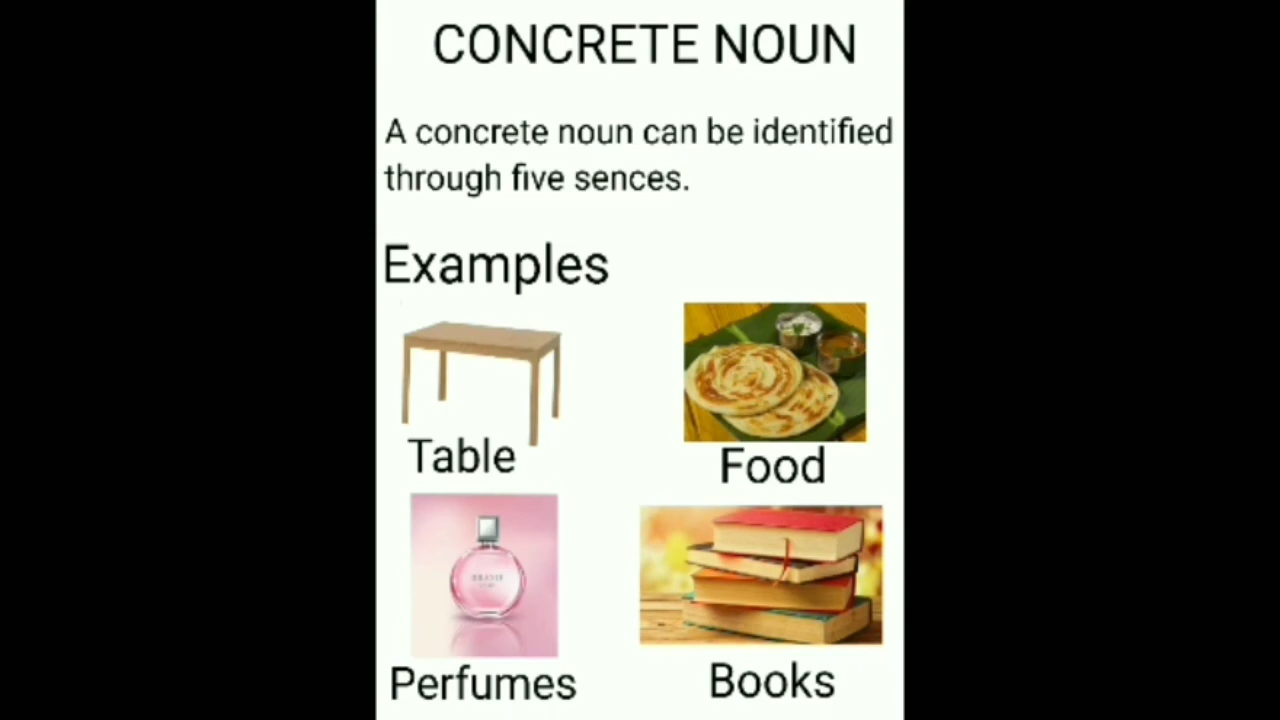 CONCRETE NOUN
A concrete noun can be identified
through five sences.
Examples
Table
Food
Perfumes
Books